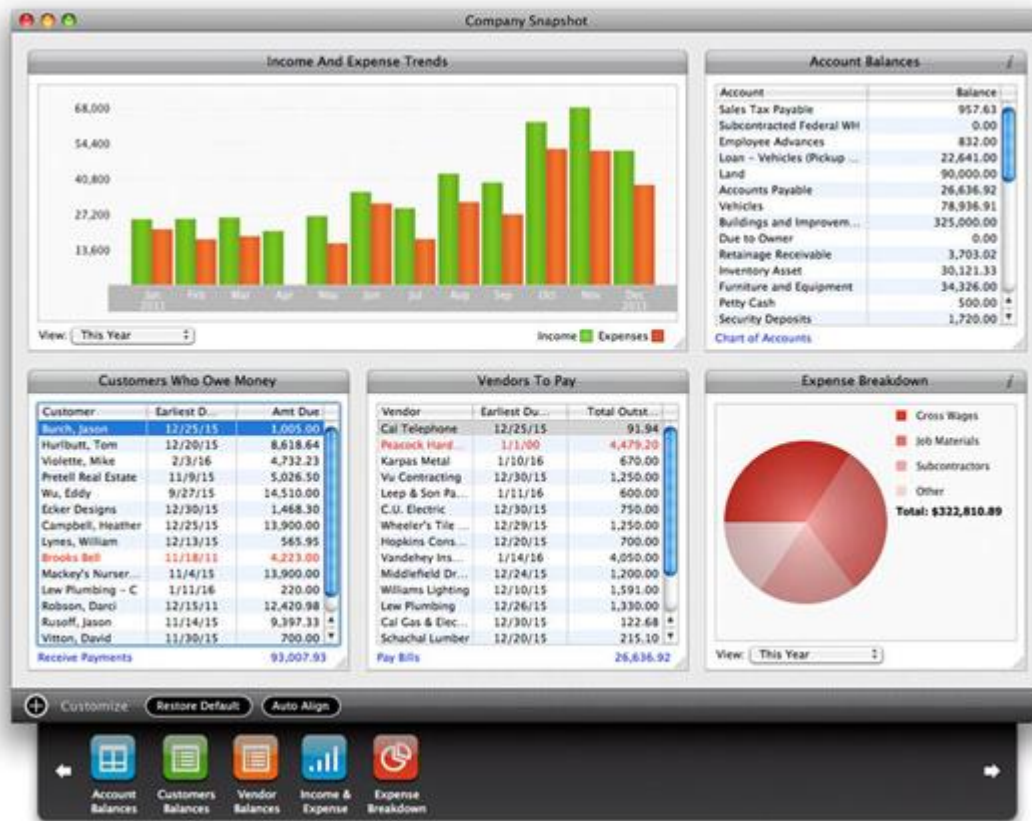 Company Snapshot
Income And Expense Trends
68,000
54,400
40,800
27,200
13,600
Jan Feb Mar Apr May Jun Jul Aug Sep Oct Nov Dec
2011 2011
View: This Year
Income Expenses
Account Balances
Account Balance
Sales Tax Payable 957.63
Subcontracted Federal WH 0.00
Employee Advances 832.00
Loan - Vehicles (Pickup ... 22,641.00
Land 90,000.00
Accounts Payable 26,636.92
Vehicles 78,936.91
Buildings and Improvem... 325,000.00
Due to Owner 0.00
Retainage Receivable 3,703.02
Inventory Asset 30,121.33
Furniture and Equipment 34,326.00
Petty Cash 500.00
Security Deposits 1,720.00
Chart of Accounts
Customers Who Owe Money
Customer Earliest D... Amt Due
Burch, Jason 12/25/15 1,005.00
Hurlbutt, Tom 12/20/15 8,618.64
Violette, Mike 2/3/16 4,732.23
Pretell Real Estate 11/9/15 5,026.50
Wu, Eddy 9/27/15 14,510.00
Ecker Designs 12/30/15 1,468.30
Campbell, Heather 12/25/15 13,900.00
Lynes, William 12/13/15 565.95
Brooks Bell 11/18/11 4,223.00
Mackey's Nurser... 11/4/15 13,900.00
Lew Plumbing - C 1/11/16 220.00
Robson, Darci 12/15/11 12,420.98
Rusoff, Jason 11/14/15 9,397.33
Vitton, David 11/30/15 700.00
Receive Payments 93,007.93
Vendors To Pay
Vendor Earliest Du... Total Outst...
Cal Telephone 12/25/15 91.94
Peacock Hard... 1/1/00 4,479.20
Karpas Metal 1/10/16 670.00
Vu Contracting 12/30/15 1,250.00
Leep & Son Pa... 1/11/16 600.00
C.U. Electric 12/30/15 750.00
Wheeler's Tile ... 12/29/15 1,250.00
Hopkins Cons... 12/20/15 700.00
Vandehey Ins... 1/14/16 4,050.00
Middlefield Dr... 12/24/15 1,200.00
Williams Lighting 12/10/15 1,591.00
Lew Plumbing 12/26/15 1,330.00
Cal Gas & Elec... 12/30/15 122.68
Schachal Lumber 12/20/15 215.10
Pay Bills 26,636.92
Expense Breakdown
Gross Wages
Job Materials
Subcontractors
Other
Total: $322,810.89
View: This Year
Customize Restore Default Auto Align
Account Balances
Customers Balances
Vendor Balances
Income & Expense
Expense Breakdown